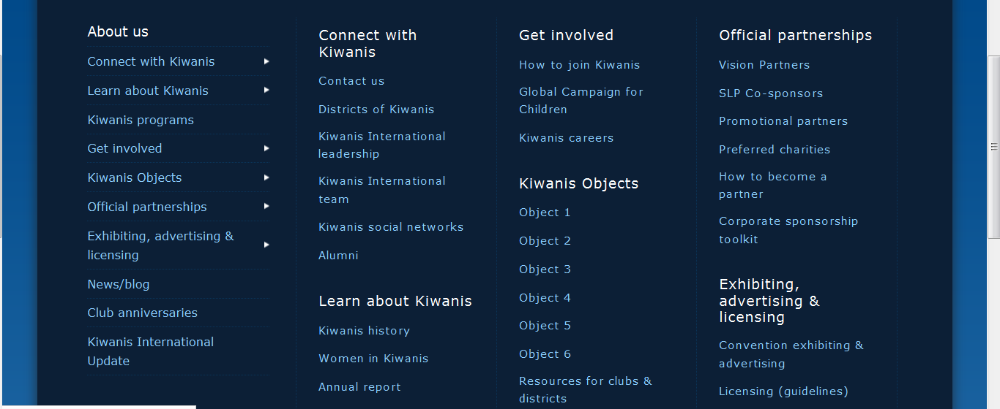 About us
Connect with Kiwanis
Learn about Kiwanis
Kiwanis programs
Get involved
Kiwanis Objects
Official partnerships
Exhibiting, advertising &
licensing
News/blog
Club anniversaries
Kiwanis International
Update
Connect with
Kiwanis
Contact us
Districts of Kiwanis
Kiwanis International
leadership
Kiwanis International
team
Kiwanis social networks
Alumni
Learn about Kiwanis
Kiwanis history
Women in Kiwanis
Annual report
Get involved
How to join Kiwanis
Global Campaign for
Children
Kiwanis careers
Kiwanis Objects
Object 1
Object 2
Object 3
Object 4
Object 5
Object 6
Resources for clubs &
districts
Official partnerships
Vision Partners
SLP Co-sponsors
Promotional partners
Preferred charities
How to become a
partner
Corporate sponsorship
toolkit
Exhibiting,
advertising &
licensing
Convention exhibiting &
advertising
Licensing (guidelines)